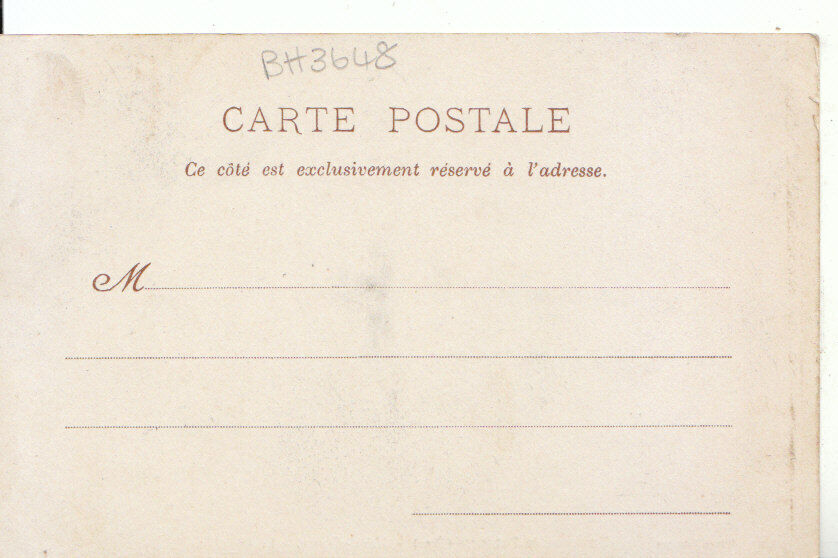 BH3648
CARTE POSTALE
Ce côté est exclusivement réservé à l'adresse.
M